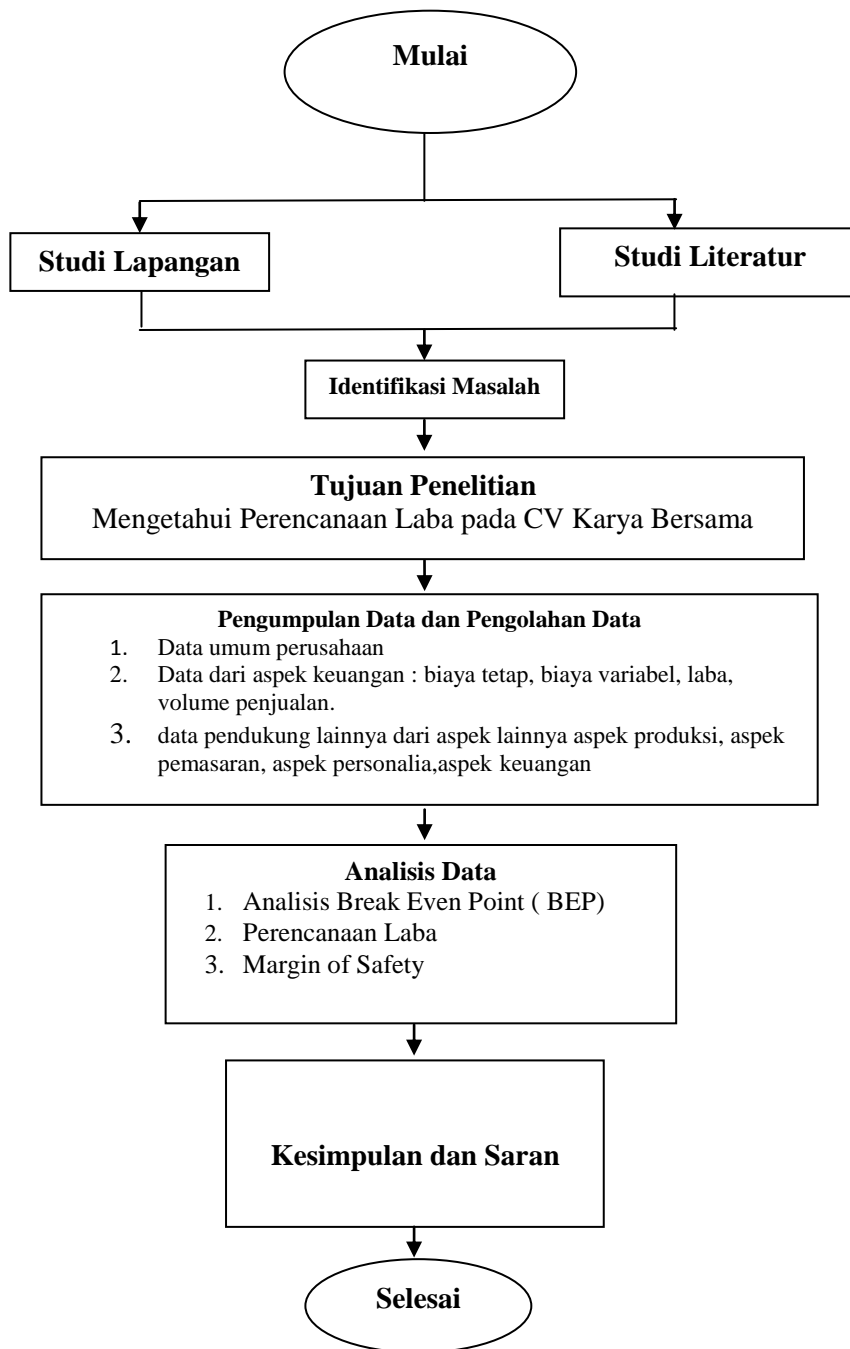 Mulai
Studi Lapangan
Studi Literatur
Identifikasi Masalah
Tujuan Penelitian
Mengetahui Perencanaan Laba pada CV Karya Bersama
Pengumpulan Data dan Pengolahan Data
1. Data umum perusahaan
2. Data dari aspek keuangan : biaya tetap, biaya variabel, laba,
volume penjualan.
3. data pendukung lainnya dari aspek lainnya aspek produksi, aspek
pemasaran, aspek personalia,aspek keuangan
Analisis Data
1. Analisis Break Even Point ( BEP)
2. Perencanaan Laba
3. Margin of Safety
Kesimpulan dan Saran
Selesai